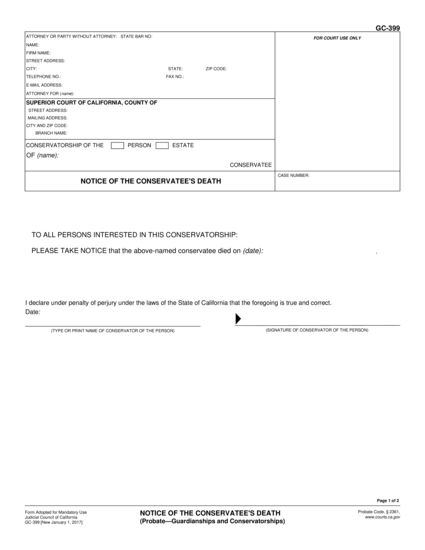 GC-399
ATTORNEY OR PARTY WITHOUT ATTORNEY: STATE BAR NO:
FOR COURT USE ONLY
NAME:
FIRM NAME:
STREET ADDRESS:
CITY: STATE: ZIP CODE:
TELEPHONE NO.: FAX NO.:
E-MAIL ADDRESS:
ATTORNEY FOR (name):
SUPERIOR COURT OF CALIFORNIA, COUNTY OF
STREET ADDRESS:
MAILING ADDRESS:
CITY AND ZIP CODE:
BRANCH NAME:
CONSERVATORSHIP OF THE PERSON ESTATE
OF (name):
CONSERVATEE
NOTICE OF THE CONSERVATEE'S DEATH
CASE NUMBER:
TO ALL PERSONS INTERESTED IN THIS CONSERVATORSHIP:
PLEASE TAKE NOTICE that the above-named conservatee died on (date): .
I declare under penalty of perjury under the laws of the State of California that the foregoing is true and correct.
Date:
(TYPE OR PRINT NAME OF CONSERVATOR OF THE PERSON) (SIGNATURE OF CONSERVATOR OF THE PERSON)
Page 1 of 2
Form Adopted for Mandatory Use
Judicial Council of California
GC-399 [New January 1, 2017]
NOTICE OF THE CONSERVATEE'S DEATH
(Probate—Guardianships and Conservatorships)
Probate Code, § 2361,
www.courts.ca.gov